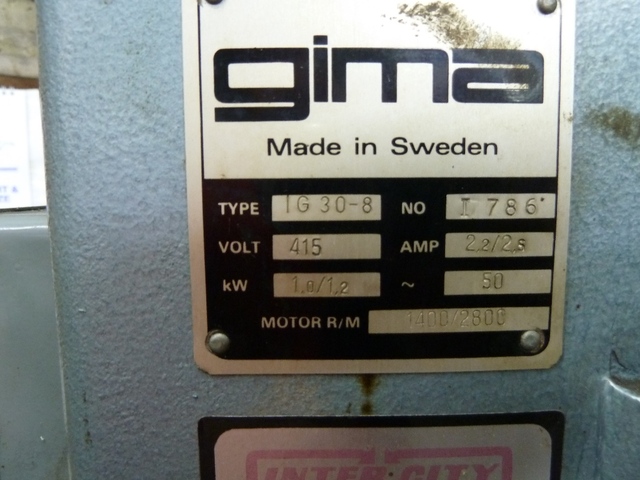 gima
Made in Sweden
TYPE IG 30-8 NO I 786
VOLT 415 AMP 2.2/2.6
kW 1.0/1.2 ~ 50
MOTOR R/M 1400/2800
INTER-CITY